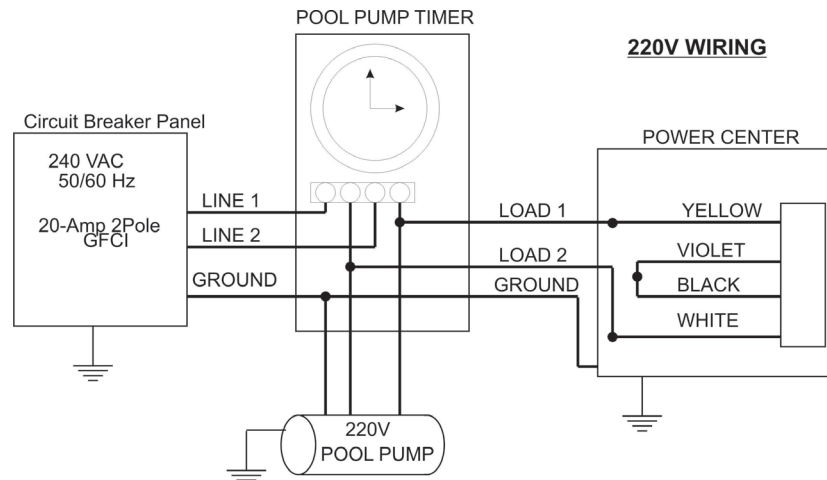 POOL PUMP TIMER
220V WIRING
Circuit Breaker Panel
240 VAC
50/60 Hz
20-Amp 2Pole
GFCI
LINE 1
LINE 2
GROUND
LOAD 1
LOAD 2
GROUND
POWER CENTER
YELLOW
VIOLET
BLACK
WHITE
220V
POOL PUMP